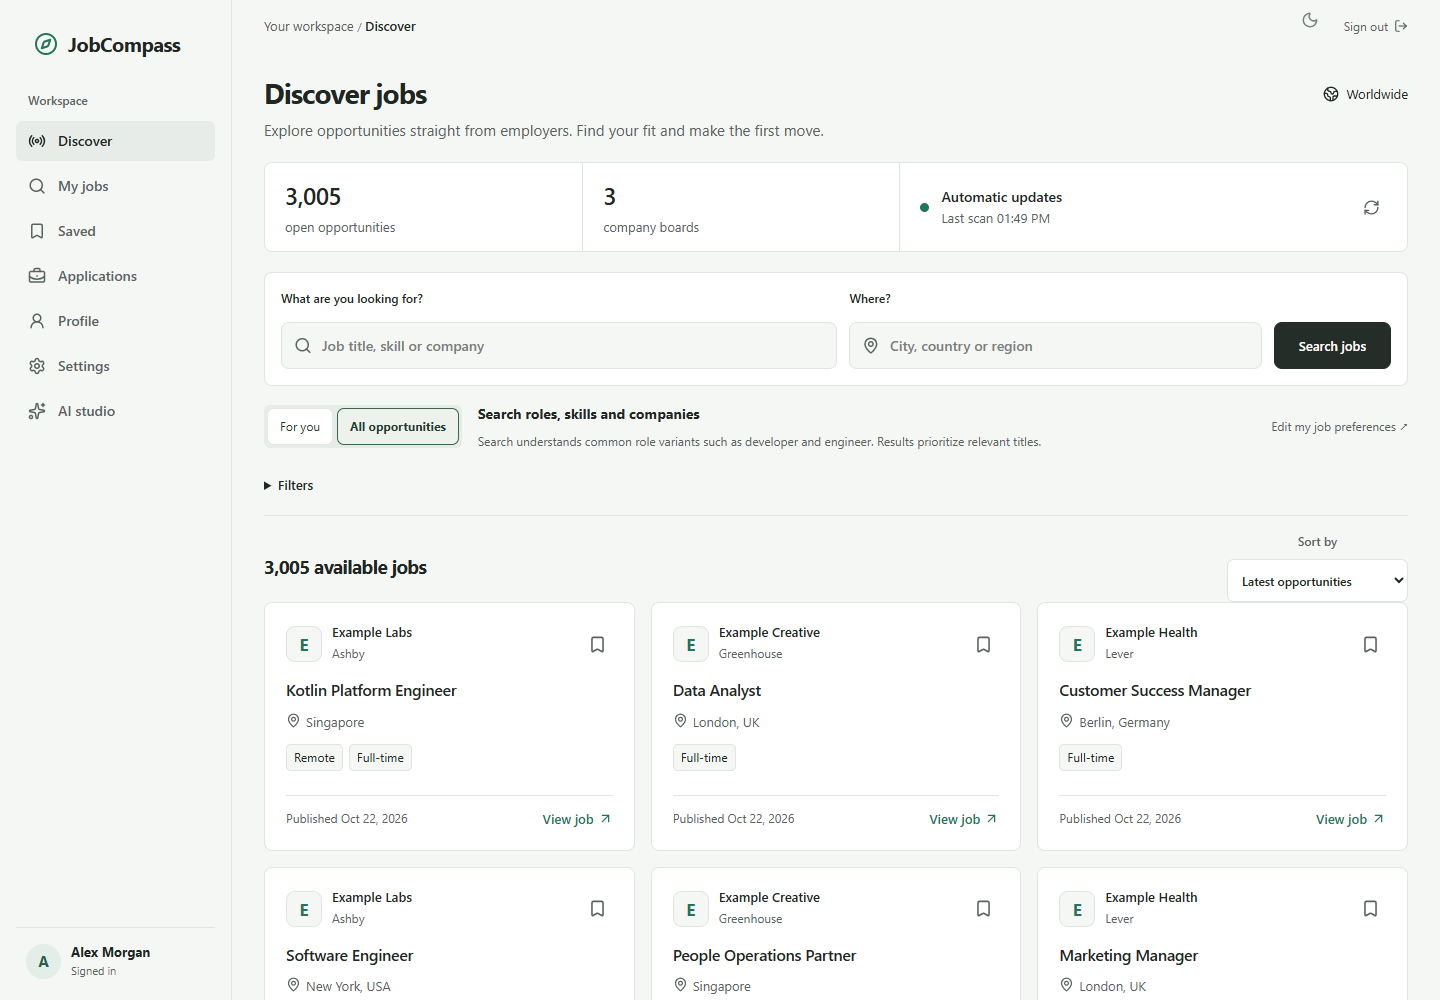 JobCompass
Workspace
Discover
My jobs
Saved
Applications
Profile
Settings
AI studio
A
Alex Morgan
Signed in
Your workspace / Discover
Sign out
Discover jobs
Worldwide
Explore opportunities straight from employers. Find your fit and make the first move.
3,005
open opportunities
3
company boards
Automatic updates
Last scan 01:49 PM
What are you looking for?
Job title, skill or company
Where?
City, country or region
Search jobs
For you
All opportunities
Search roles, skills and companies
Search understands common role variants such as developer and engineer. Results prioritize relevant titles.
Edit my job preferences ↗
Filters
3,005 available jobs
Sort by
Latest opportunities
E
Example Labs
Ashby
Kotlin Platform Engineer
Singapore
Remote
Full-time
Published Oct 22, 2026
View job
E
Example Creative
Greenhouse
Data Analyst
London, UK
Full-time
Published Oct 22, 2026
View job
E
Example Health
Lever
Customer Success Manager
Berlin, Germany
Full-time
Published Oct 22, 2026
View job
E
Example Labs
Ashby
Software Engineer
New York, USA
E
Example Creative
Greenhouse
People Operations Partner
Singapore
E
Example Health
Lever
Marketing Manager
London, UK